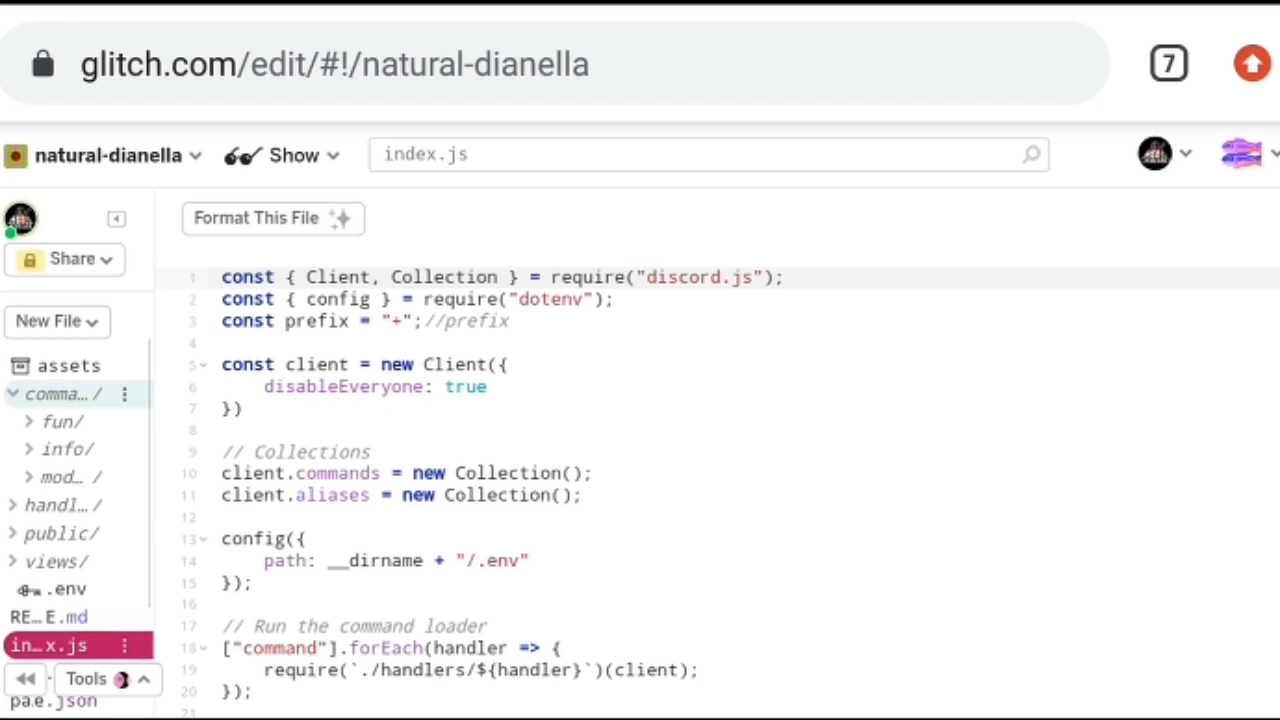 glitch.com/edit/#!/natural-dianella
7
natural-dianella
Show
index.js
Share
New File
assets
comma… /
fun/
info/
mod… /
handl… /
public/
views/
.env
RE…E.md
in…x.js
Tools
pa.e.json
Format This File
1 const { Client, Collection } = require("discord.js");
2 const { config } = require("dotenv");
3 const prefix = "+";//prefix
4
5 const client = new Client({
6 disableEveryone: true
7 })
8
9 // Collections
10 client.commands = new Collection();
11 client.aliases = new Collection();
12
13 config({
14 path: __dirname + "/.env"
15 });
16
17 // Run the command loader
18 ["command"].forEach(handler => {
19 require(`./handlers/${handler}`)(client);
20 });
21